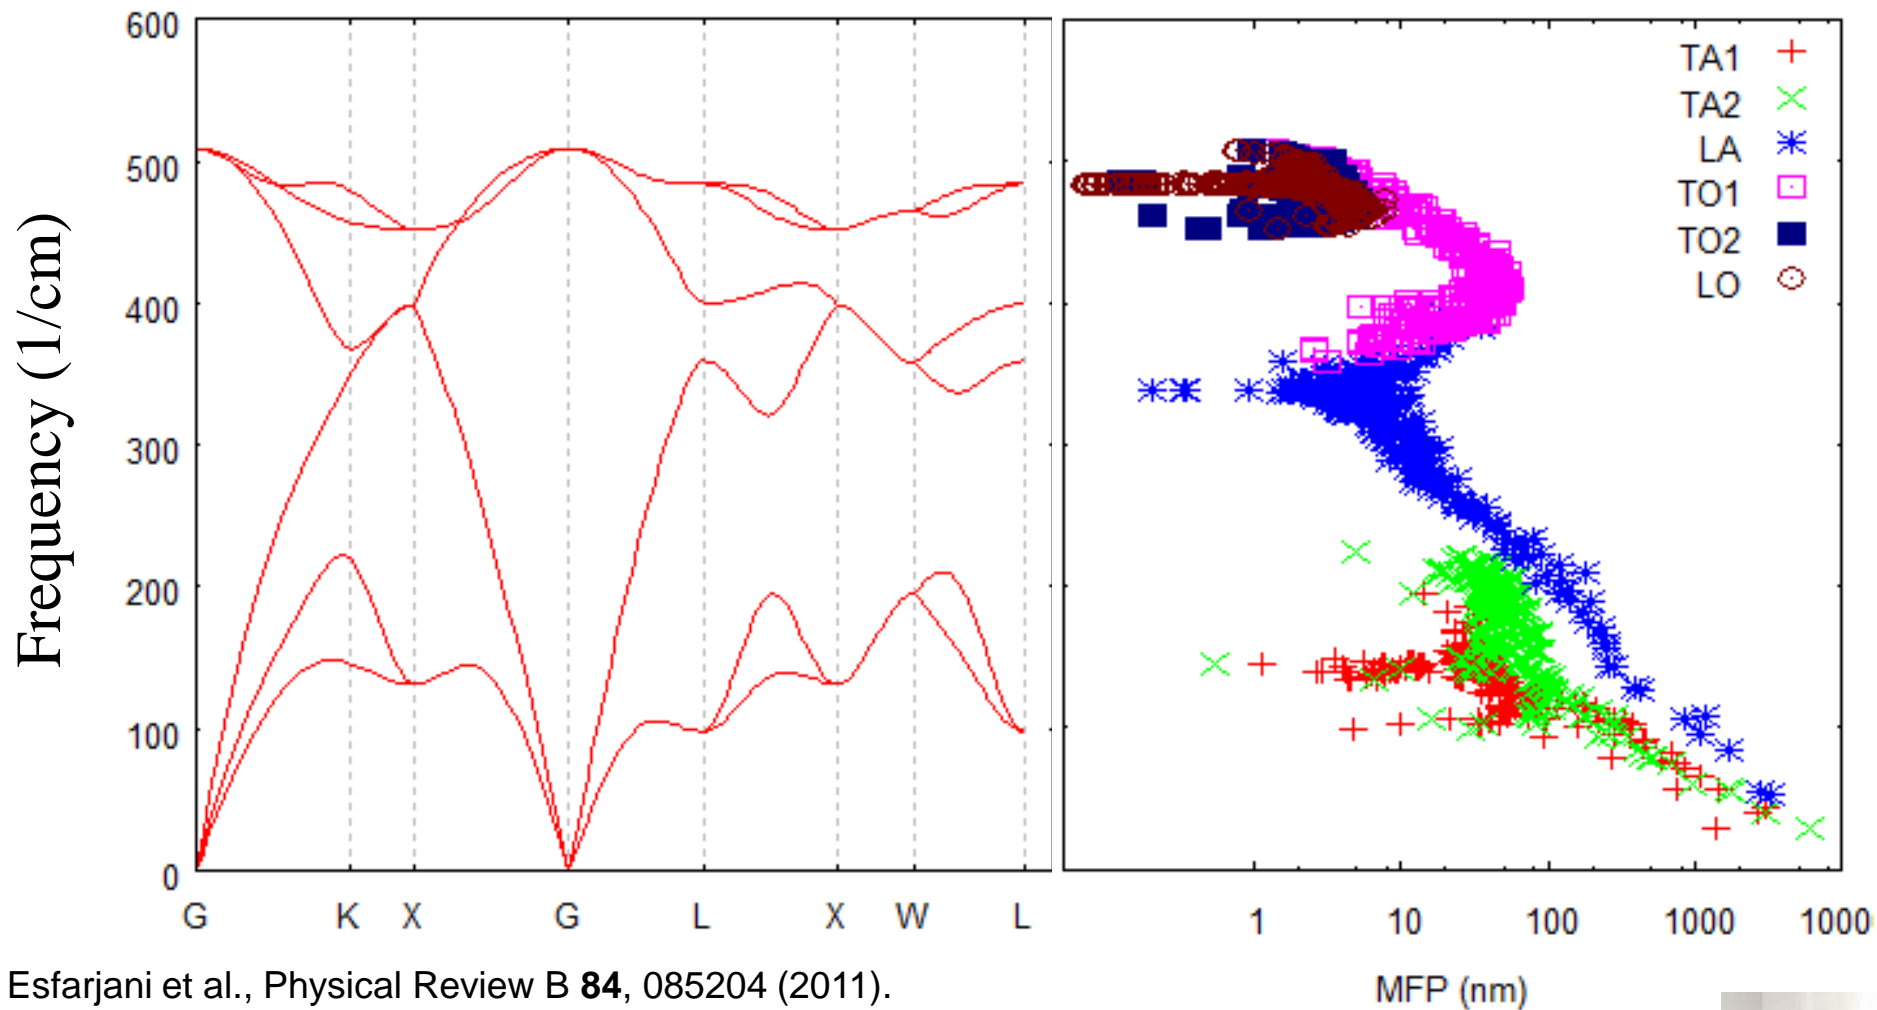 Frequency (1/cm)
600
500
400
300
200
100
0
G K X G L X W L
TA1
TA2
LA
TO1
TO2
LO
1 10 100 1000 1000
MFP (nm)
Esfarjani et al., Physical Review B 84, 085204 (2011).